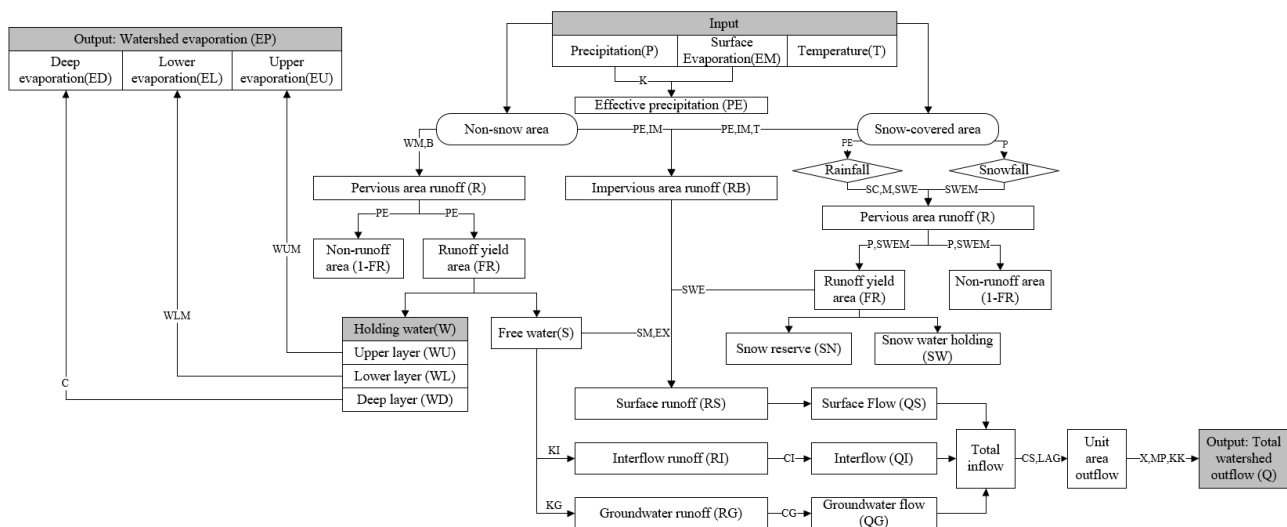 Input
Output: Watershed evaporation (EP)
Precipitation(P)
Surface
Evaporation(EM)
Temperature(T)
Deep
evaporation(ED)
Lower
evaporation(EL)
Upper
evaporation(EU)
K
Effective precipitation (PE)
Non-snow area
PE,IM
PE,IM,T
Snow-covered area
WM,B
PE
P
Rainfall
Snowfall
Pervious area runoff (R)
Impervious area runoff (RB)
SC,M,SWE
SWEM
PE
PE
Pervious area runoff (R)
WUM
Non-runoff
area (1-FR)
Runoff yield
area (FR)
P,SWEM
P,SWEM
SWE
Runoff yield
area (FR)
Non-runoff area
(1-FR)
WLM
Holding water(W)
Free water(S)
SM,EX
Upper layer (WU)
Snow reserve (SN)
Snow water holding
(SW)
Lower layer (WL)
C
Deep layer (WD)
Surface runoff (RS)
Surface Flow (QS)
KI
Interflow runoff (RI)
CI
Interflow (QI)
Total
inflow
CS,LAG
Unit
area
outflow
X,MP,KK
Output: Total
watershed
outflow (Q)
KG
Groundwater runoff (RG)
CG
Groundwater flow
(QG)